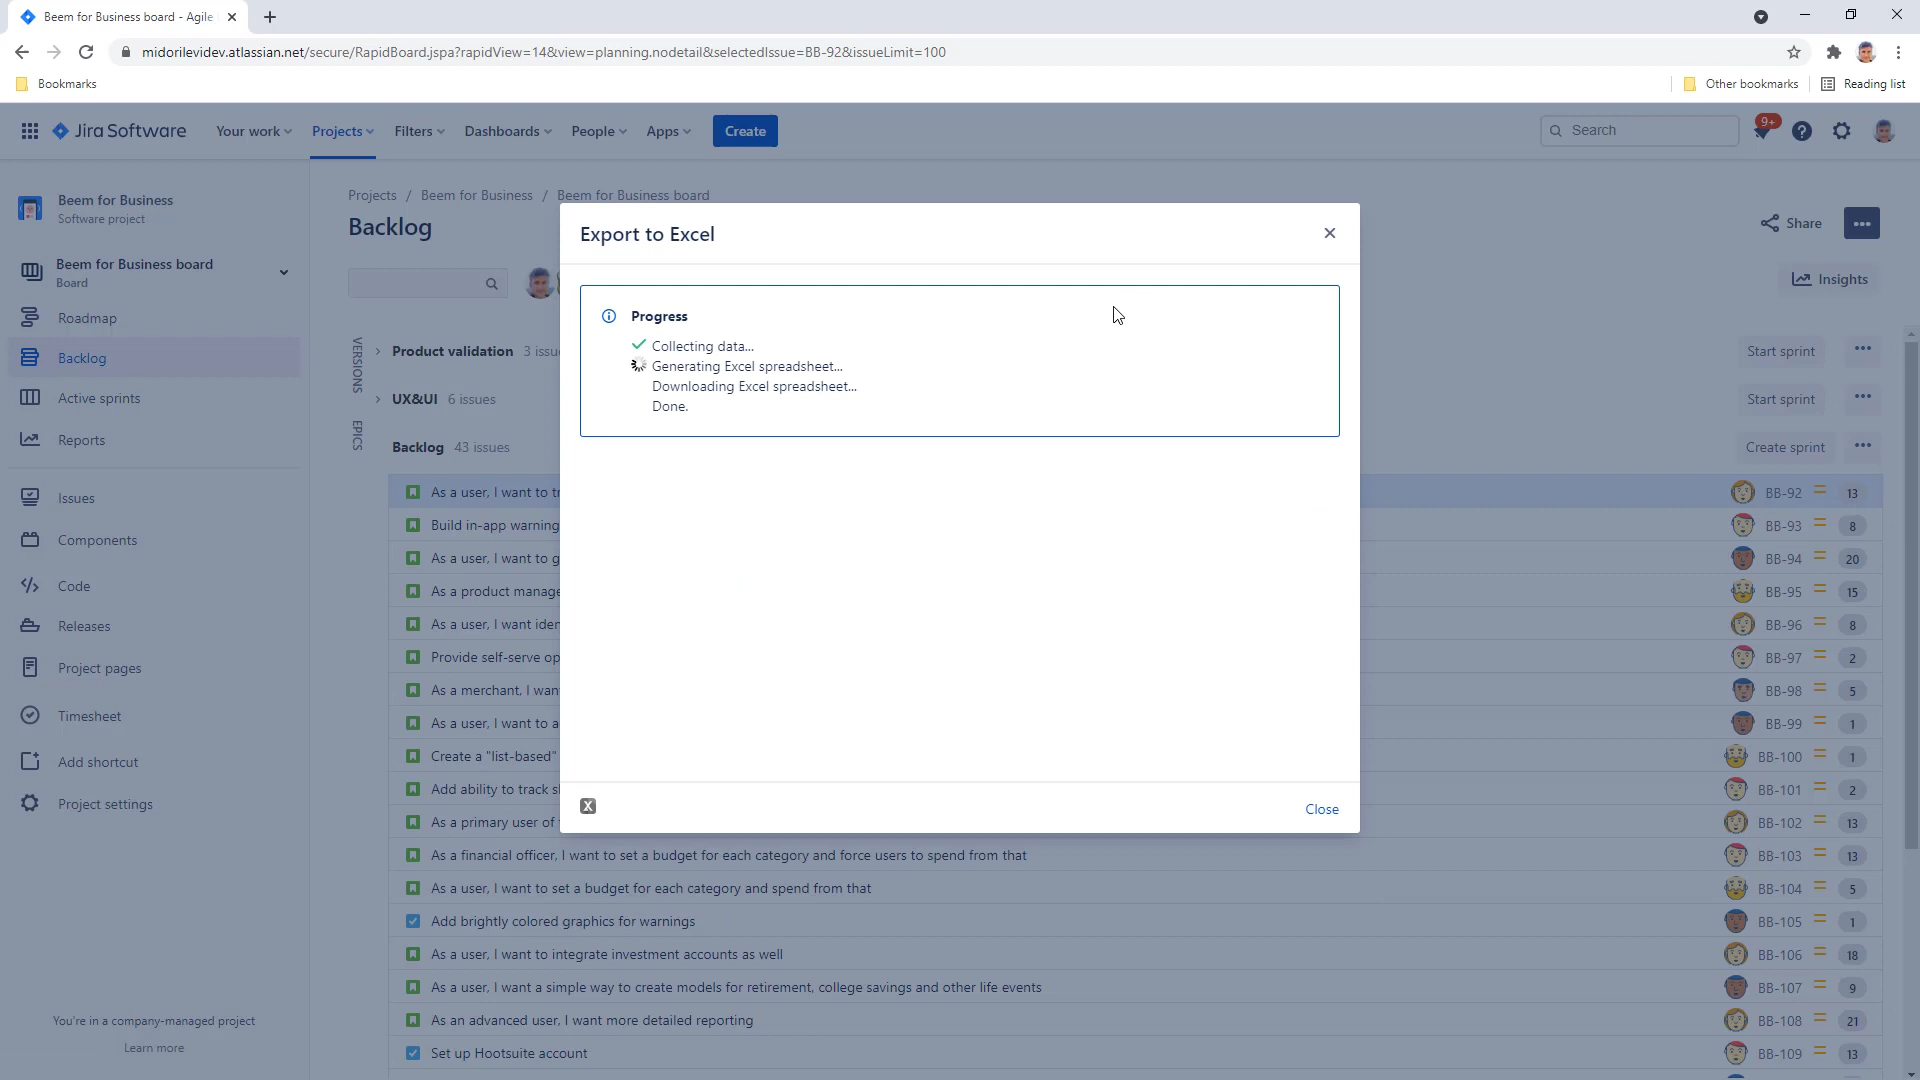 Beem for Business board - Agile
midorilevidev.atlassian.net/secure/RapidBoard.jspa?rapidView=14&view=planning.nodetail&selectedIssue=BB-92&issueLimit=100
Bookmarks
Other bookmarks
Reading list
Jira Software
Your work
Projects
Filters
Dashboards
People
Apps
Create
Search
9+
Beem for Business
Software project
Beem for Business board
Board
Roadmap
Backlog
Active sprints
Reports
Issues
Components
Code
Releases
Project pages
Timesheet
Add shortcut
Project settings
You're in a company-managed project
Learn more
Projects / Beem for Business / Beem for Business board
Backlog
Share
Insights
VERSIONS
EPICS
Product validation 3 issu
Start sprint
UX&UI 6 issues
Start sprint
Backlog 43 issues
Create sprint
As a user, I want to tr BB-92 13
Build in-app warning BB-93 8
As a user, I want to g BB-94 20
As a product manage BB-95 15
As a user, I want iden BB-96 8
Provide self-serve op BB-97 2
As a merchant, I wan BB-98 5
As a user, I want to a BB-99 1
Create a "list-based" BB-100 1
Add ability to track s BB-101 2
As a primary user of BB-102 13
As a financial officer, I want to set a budget for each category and force users to spend from that BB-103 13
As a user, I want to set a budget for each category and spend from that BB-104 5
Add brightly colored graphics for warnings BB-105 1
As a user, I want to integrate investment accounts as well BB-106 18
As a user, I want a simple way to create models for retirement, college savings and other life events BB-107 9
As an advanced user, I want more detailed reporting BB-108 21
Set up Hootsuite account BB-109 13
Export to Excel
Progress
Collecting data...
Generating Excel spreadsheet...
Downloading Excel spreadsheet...
Done.
X
Close